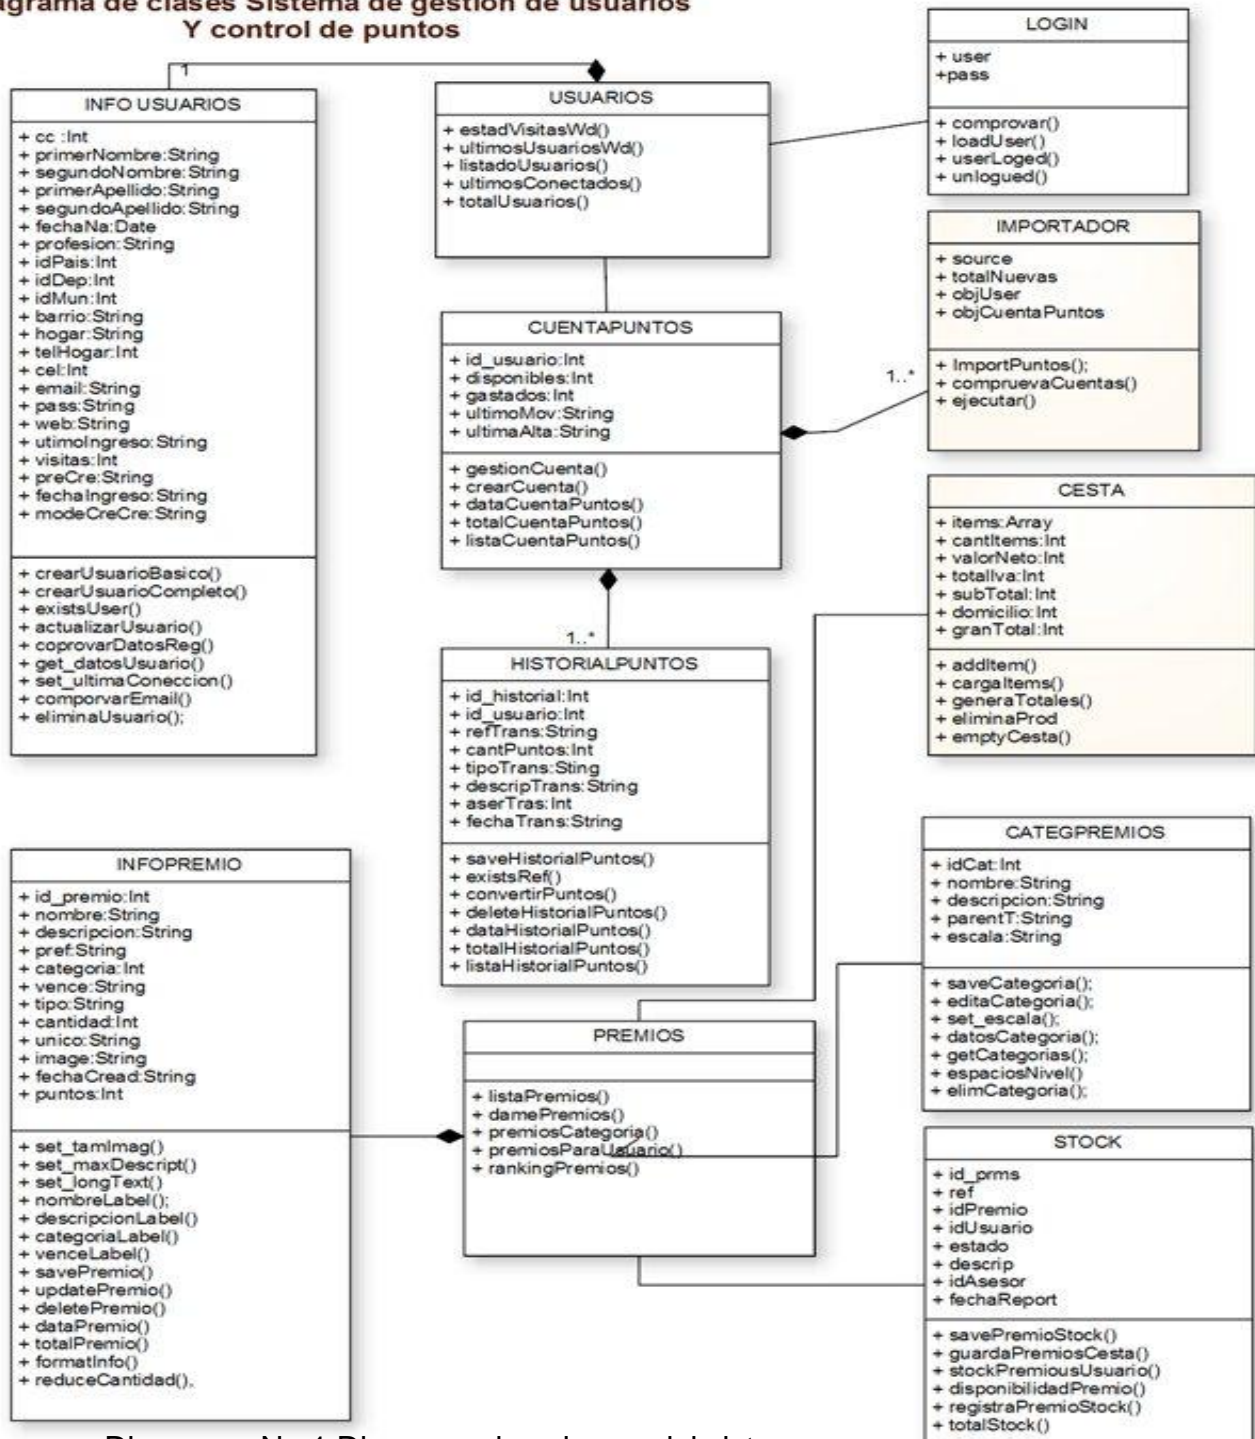 agrama de clases Sistema de gestión de usuarios
Y control de puntos
1
INFO USUARIOS
+ cc :Int
+ primerNombre:String
+ segundoNombre:String
+ primerApellido:String
+ segundoApellido:String
+ fechaNa:Date
+ profesion:String
+ idPais:Int
+ idDep:Int
+ idMun:Int
+ barrio:String
+ hogar:String
+ telHogar:Int
+ cel:Int
+ email:String
+ pass:String
+ web:String
+ utimoIngreso:String
+ visitas:Int
+ preCre:String
+ fechaIngreso:String
+ modeCreCre:String
+ crearUsuarioBasico()
+ crearUsuarioCompleto()
+ existsUser()
+ actualizarUsuario()
+ coprovarDatosReg()
+ get_datosUsuario()
+ set_ultimaConeccion()
+ comporvarEmail()
+ eliminaUsuario();
USUARIOS
+ estadVisitasWd()
+ ultimosUsuariosWd()
+ listadoUsuarios()
+ ultimosConectados()
+ totalUsuarios()
LOGIN
+ user
+pass
+ comprovar()
+ loadUser()
+ userLoged()
+ unlogued()
IMPORTADOR
+ source
+ totalNuevas
+ objUser
+ objCuentaPuntos
+ ImportPuntos();
+ compruevaCuentas()
+ ejecutar()
CUENTAPUNTOS
+ id_usuario:Int
+ disponibles:Int
+ gastados:Int
+ ultimoMov:String
+ ultimaAlta:String
+ gestionCuenta()
+ crearCuenta()
+ dataCuentaPuntos()
+ totalCuentaPuntos()
+ listaCuentaPuntos()
1..*
1..*
CESTA
+ items:Array
+ cantItems:Int
+ valorNeto:Int
+ totalIva:Int
+ subTotal:Int
+ domicilio:Int
+ granTotal:Int
+ addItem()
+ cargaItems()
+ generaTotales()
+ eliminaProd
+ emptyCesta()
HISTORIALPUNTOS
+ id_historial:Int
+ id_usuario:Int
+ refTrans:String
+ cantPuntos:Int
+ tipoTrans:Sting
+ descripTrans:String
+ aserTras:Int
+ fechaTrans:String
+ saveHistorialPuntos()
+ existsRef()
+ convertirPuntos()
+ deleteHistorialPuntos()
+ dataHistorialPuntos()
+ totalHistorialPuntos()
+ listaHistorialPuntos()
CATEGPREMIOS
+ idCat:Int
+ nombre:String
+ descripcion:String
+ parentT:String
+ escala:String
+ saveCategoria();
+ editaCategoria();
+ set_escala();
+ datosCategoria();
+ getCategorias();
+ espaciosNivel()
+ elimCategoria();
INFOPREMIO
+ id_premio:Int
+ nombre:String
+ descripcion:String
+ pref:String
+ categoria:Int
+ vence:String
+ tipo:String
+ cantidad:Int
+ unico:String
+ image:String
+ fechaCread:String
+ puntos:Int
+ set_tamImag()
+ set_maxDescript()
+ set_longText()
+ nombreLabel();
+ descripcionLabel()
+ categoriaLabel()
+ venceLabel()
+ savePremio()
+ updatePremio()
+ deletePremio()
+ dataPremio()
+ totalPremio()
+ formatInfo()
+ reduceCantidad(),
PREMIOS
+ listaPremios()
+ damePremios()
+ premiosCategoria()
+ premiosParaUsuario()
+ rankingPremios()
STOCK
+ id_prms
+ ref
+ idPremio
+ idUsuario
+ estado
+ descrip
+ idAsesor
+ fechaReport
+ savePremioStock()
+ guardaPremiosCesta()
+ stockPremiousUsuario()
+ disponibilidadPremio()
+ registraPremioStock()
+ totalStock()